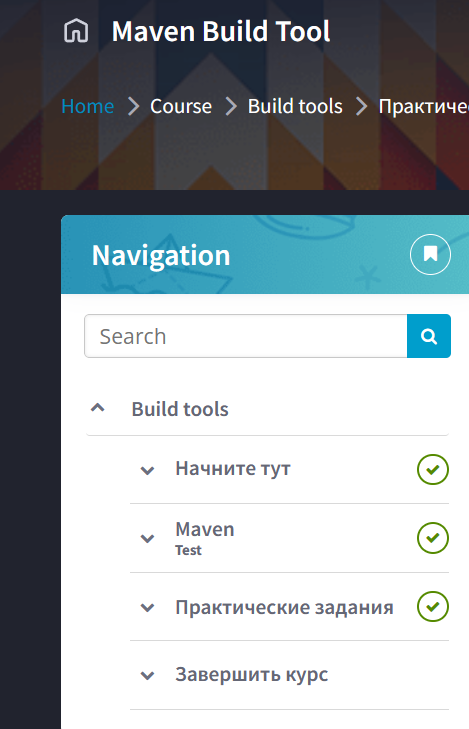 Maven Build Tool
Home Course Build tools Практиче
Navigation
Search
Build tools
Начните тут
Maven
Test
Практические задания
Завершить курс